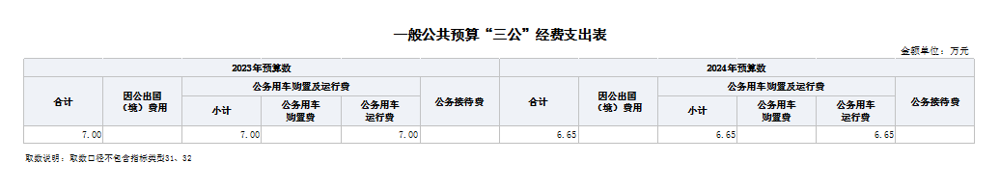 一般公共预算“三公”经费支出表
金额单位：万元
2023年预算数 2024年预算数
合计 因公出国（境）费用 公务用车购置及运行费 公务接待费 合计 因公出国（境）费用 公务用车购置及运行费 公务接待费
小计 公务用车购置费 公务用车运行费 小计 公务用车购置费 公务用车运行费
7.00 7.00 7.00 6.65 6.65 6.65
取数说明：取数口径不包含指标类型31、32